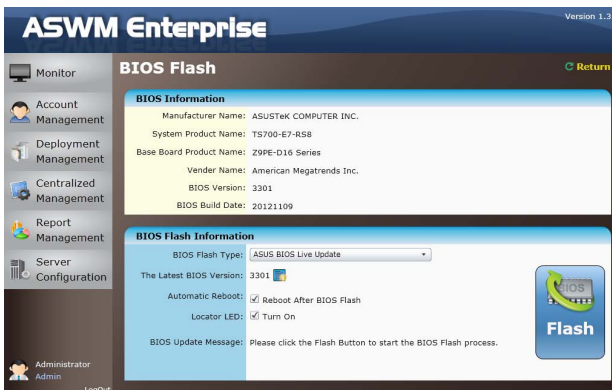 ASWM Enterprise
Version 1.3
Monitor
Account Management
Deployment Management
Centralized Management
Report Management
Server Configuration
Administrator
Admin
LogOut
BIOS Flash
Return
BIOS Information
Manufacturer Name: ASUSTeK COMPUTER INC.
System Product Name: TS700-E7-RS8
Base Board Product Name: Z9PE-D16 Series
Vender Name: American Megatrends Inc.
BIOS Version: 3301
BIOS Build Date: 20121109
BIOS Flash Information
BIOS Flash Type: ASUS BIOS Live Update
The Latest BIOS Version: 3301
Automatic Reboot: Reboot After BIOS Flash
Locator LED: Turn On
BIOS Update Message: Please click the Flash Button to start the BIOS Flash process.
BIOS
Flash